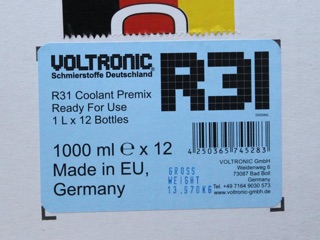 VOLTRONIC®
Schmierstoffe Deutschland
R31
R31 Coolant Premix
Ready For Use
1 L x 12 Bottles
1000 ml e x 12
Made in EU,
Germany
4 250365 745283
GROSS
WEIGHT
13.970KG
VOLTRONIC GmbH
Weidenweg 6
73087 Bad Boll
Germany
Tel. +49 7164 9030 573
www.voltronic-gmbh.de